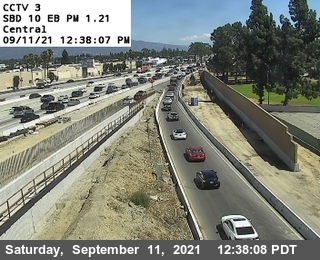 CCTV 3
SBD 10 EB PM 1.21
Central
09/11/21 12:38:07 PM
Saturday, September 11, 2021 12:38:08 PDT